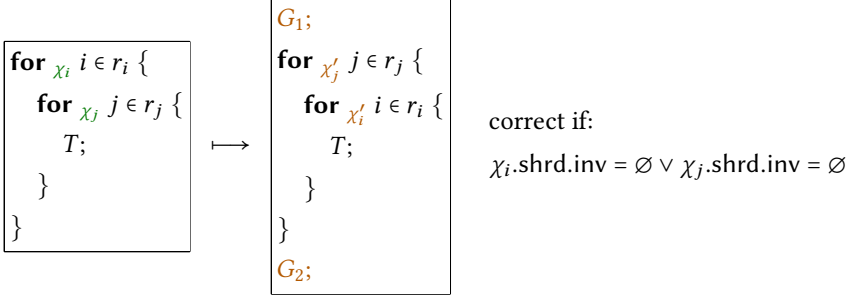 for χᵢ i ∈ rᵢ {
for χⱼ j ∈ rⱼ {
T;
}
}
⟼
G₁;
for χ′ⱼ j ∈ rⱼ {
for χ′ᵢ i ∈ rᵢ {
T;
}
}
G₂;
correct if:
χᵢ.shrd.inv = ∅ ∨ χⱼ.shrd.inv = ∅